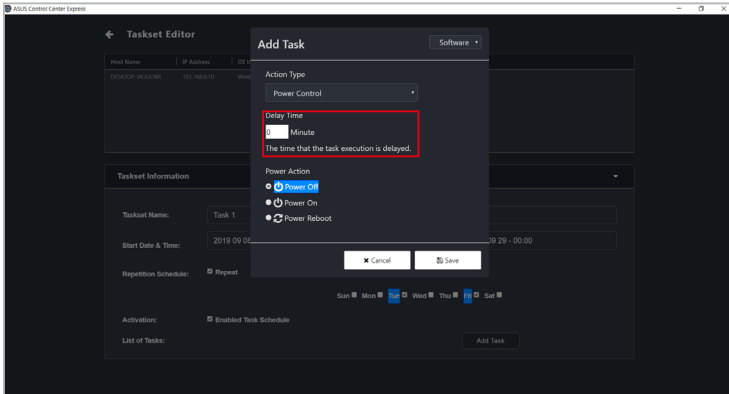 ASUS Control Center Express
Taskset Editor
Host Name IP Address OS
Add Task Software
Action Type
Power Control
Delay Time
0 Minute
The time that the task execution is delayed.
Power Action
Power Off
Power On
Power Reboot
Cancel Save
Taskset Information
Taskset Name: Task 1
Start Date & Time: 2019 09 29 - 00:00
Repetition Schedule: Repeat
Sun Mon Tue Wed Thu Fri Sat
Activation: Enabled Task Schedule
List of Tasks: Add Task